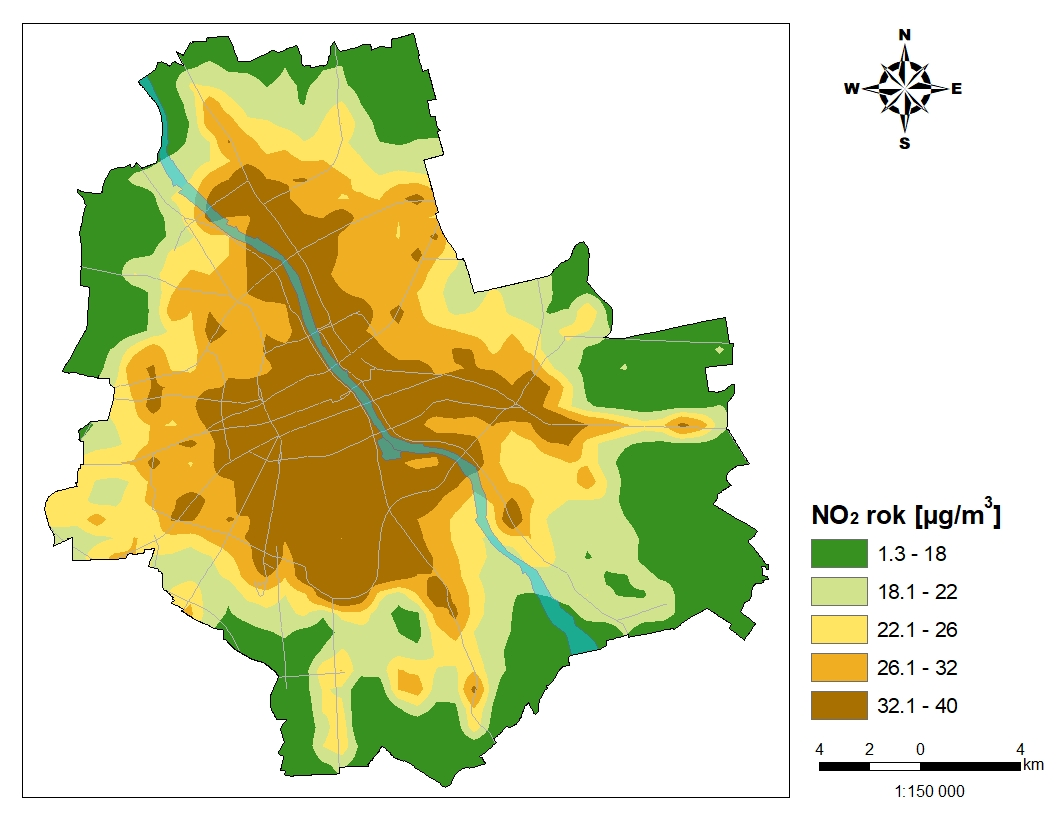 N
W E
S
NO₂ rok [µg/m³]
1.3 - 18
18.1 - 22
22.1 - 26
26.1 - 32
32.1 - 40
4 2 0 4
km
1:150 000